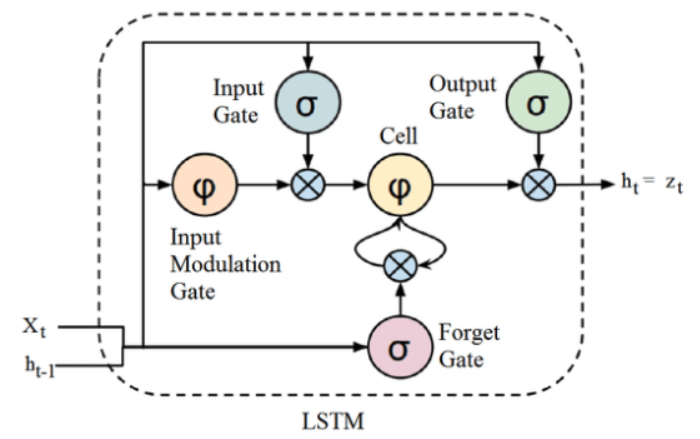 Input
Gate
σ
Output
Gate
σ
Cell
φ
φ
h_t = z_t
Input
Modulation
Gate
X_t
h_t-1
σ
Forget
Gate
LSTM